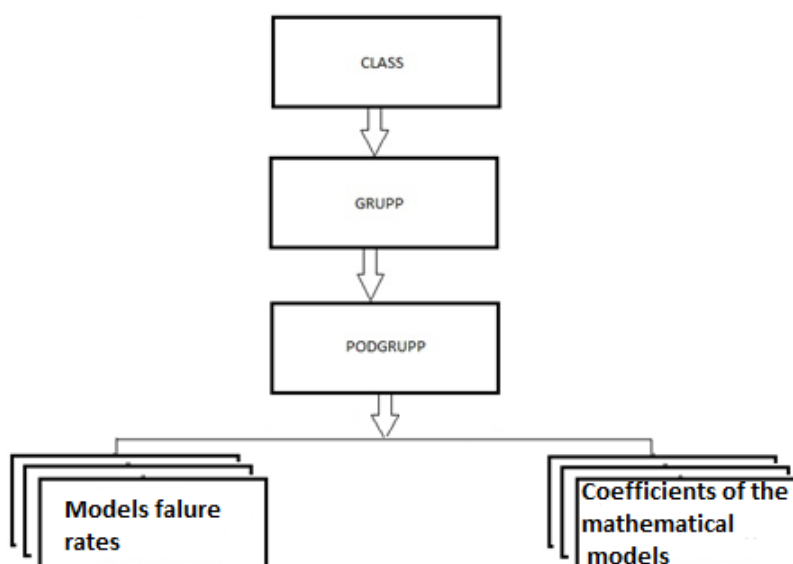 CLASS
GRUPP
PODGRUPP
Models falure
rates
Coefficients of the
mathematical
models